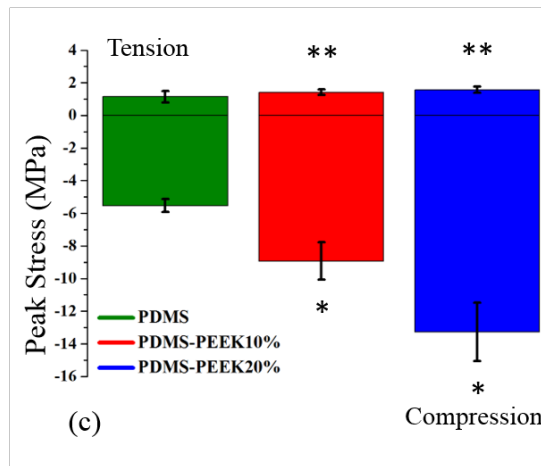 Tension
**
**
4
2
0
-2
-4
-6
-8
-10
-12
-14
-16
Peak Stress (MPa)
*
*
PDMS
PDMS-PEEK10%
PDMS-PEEK20%
(c)
Compression